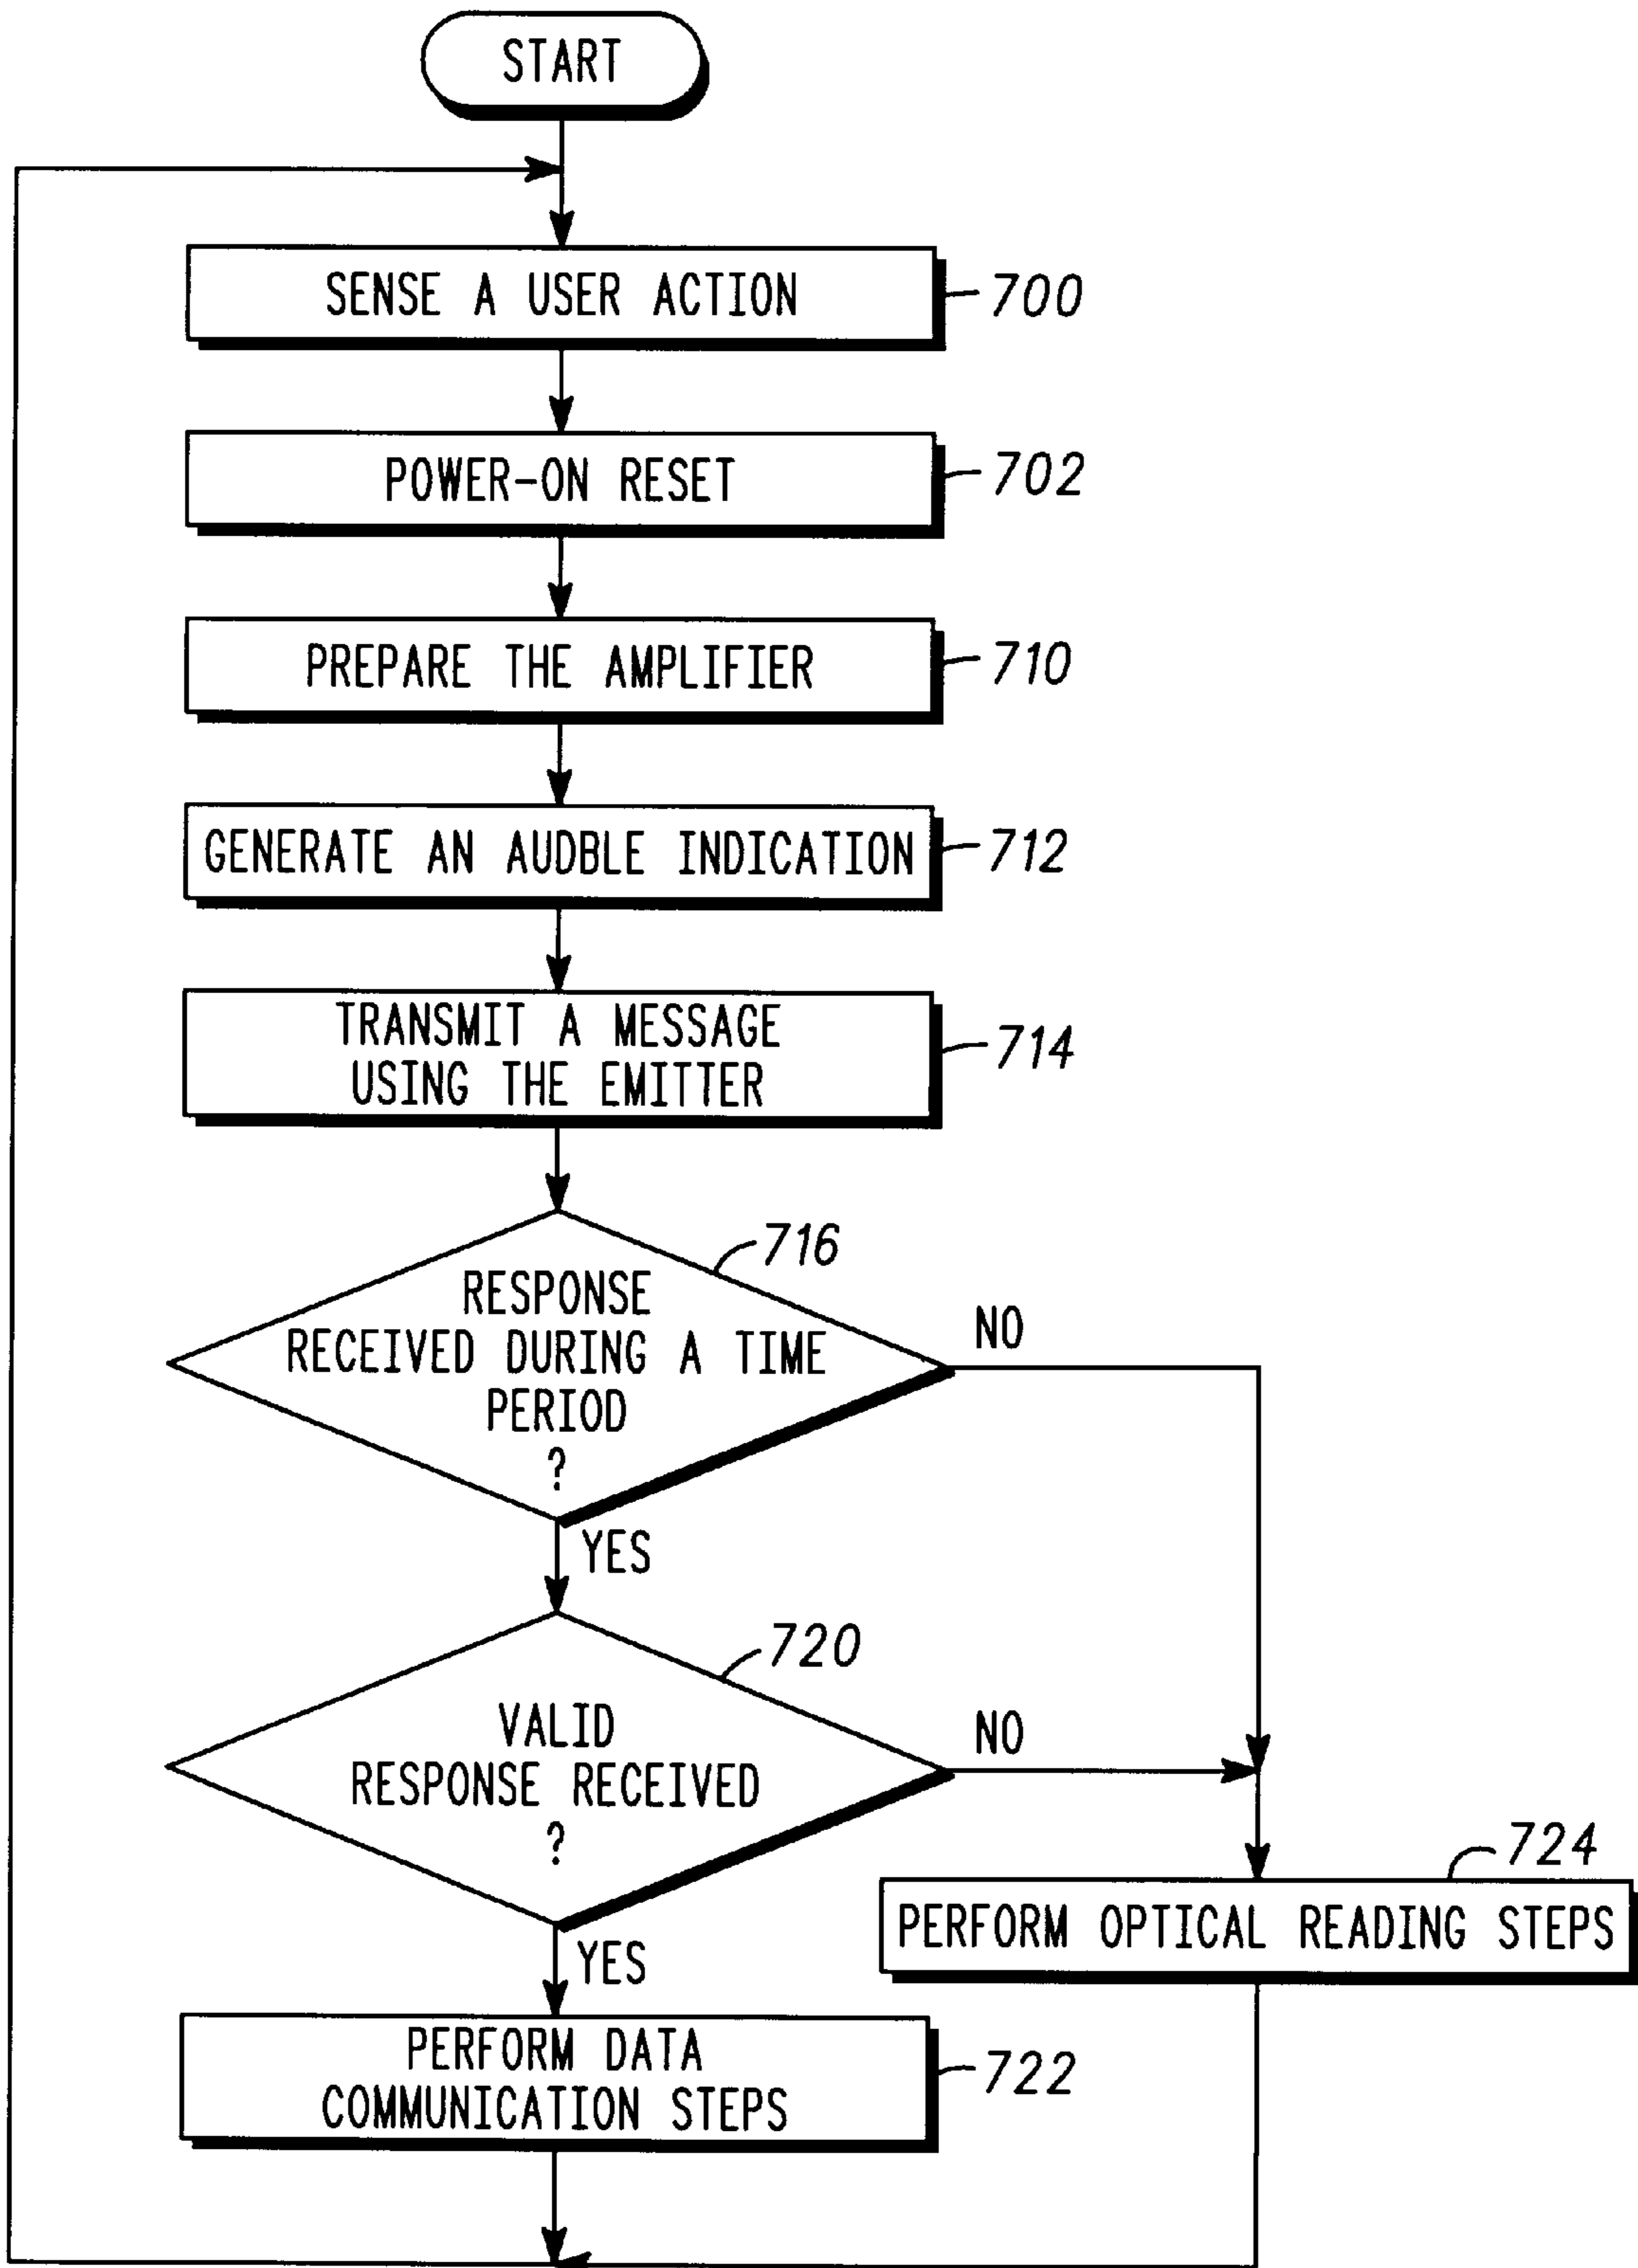 START
SENSE A USER ACTION
700
POWER-ON RESET
702
PREPARE THE AMPLIFIER
710
GENERATE AN AUDBLE INDICATION
712
TRANSMIT A MESSAGE
USING THE EMITTER
714
716
RESPONSE
RECEIVED DURING A TIME
PERIOD
?
NO
YES
720
VALID
RESPONSE RECEIVED
?
NO
YES
724
PERFORM OPTICAL READING STEPS
PERFORM DATA
COMMUNICATION STEPS
722